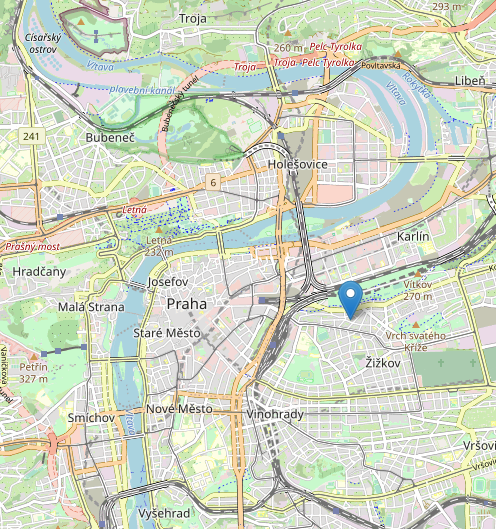 Troja
293 m
Císařský
ostrov
260 m
Pelc-Tyrolka
Vltava
Troja
Troja
Pelc-Tyrolka
Povltavská
Libeň
plavební kanál
Bubenečský tunel
Vltava
Rokytka
241
Bubeneč
Holešovice
6
Letná
Karlín
Prašný most
Letná
232 m
Hradčany
Josefov
Vítkov
270 m
Malá Strana
Praha
Staré Město
Vrch svatého
Kříže
Petřín
327 m
Žižkov
Nové Město
Smíchov
Vinohrady
Vltava
Vršovi
Vršovi
Vyšehrad